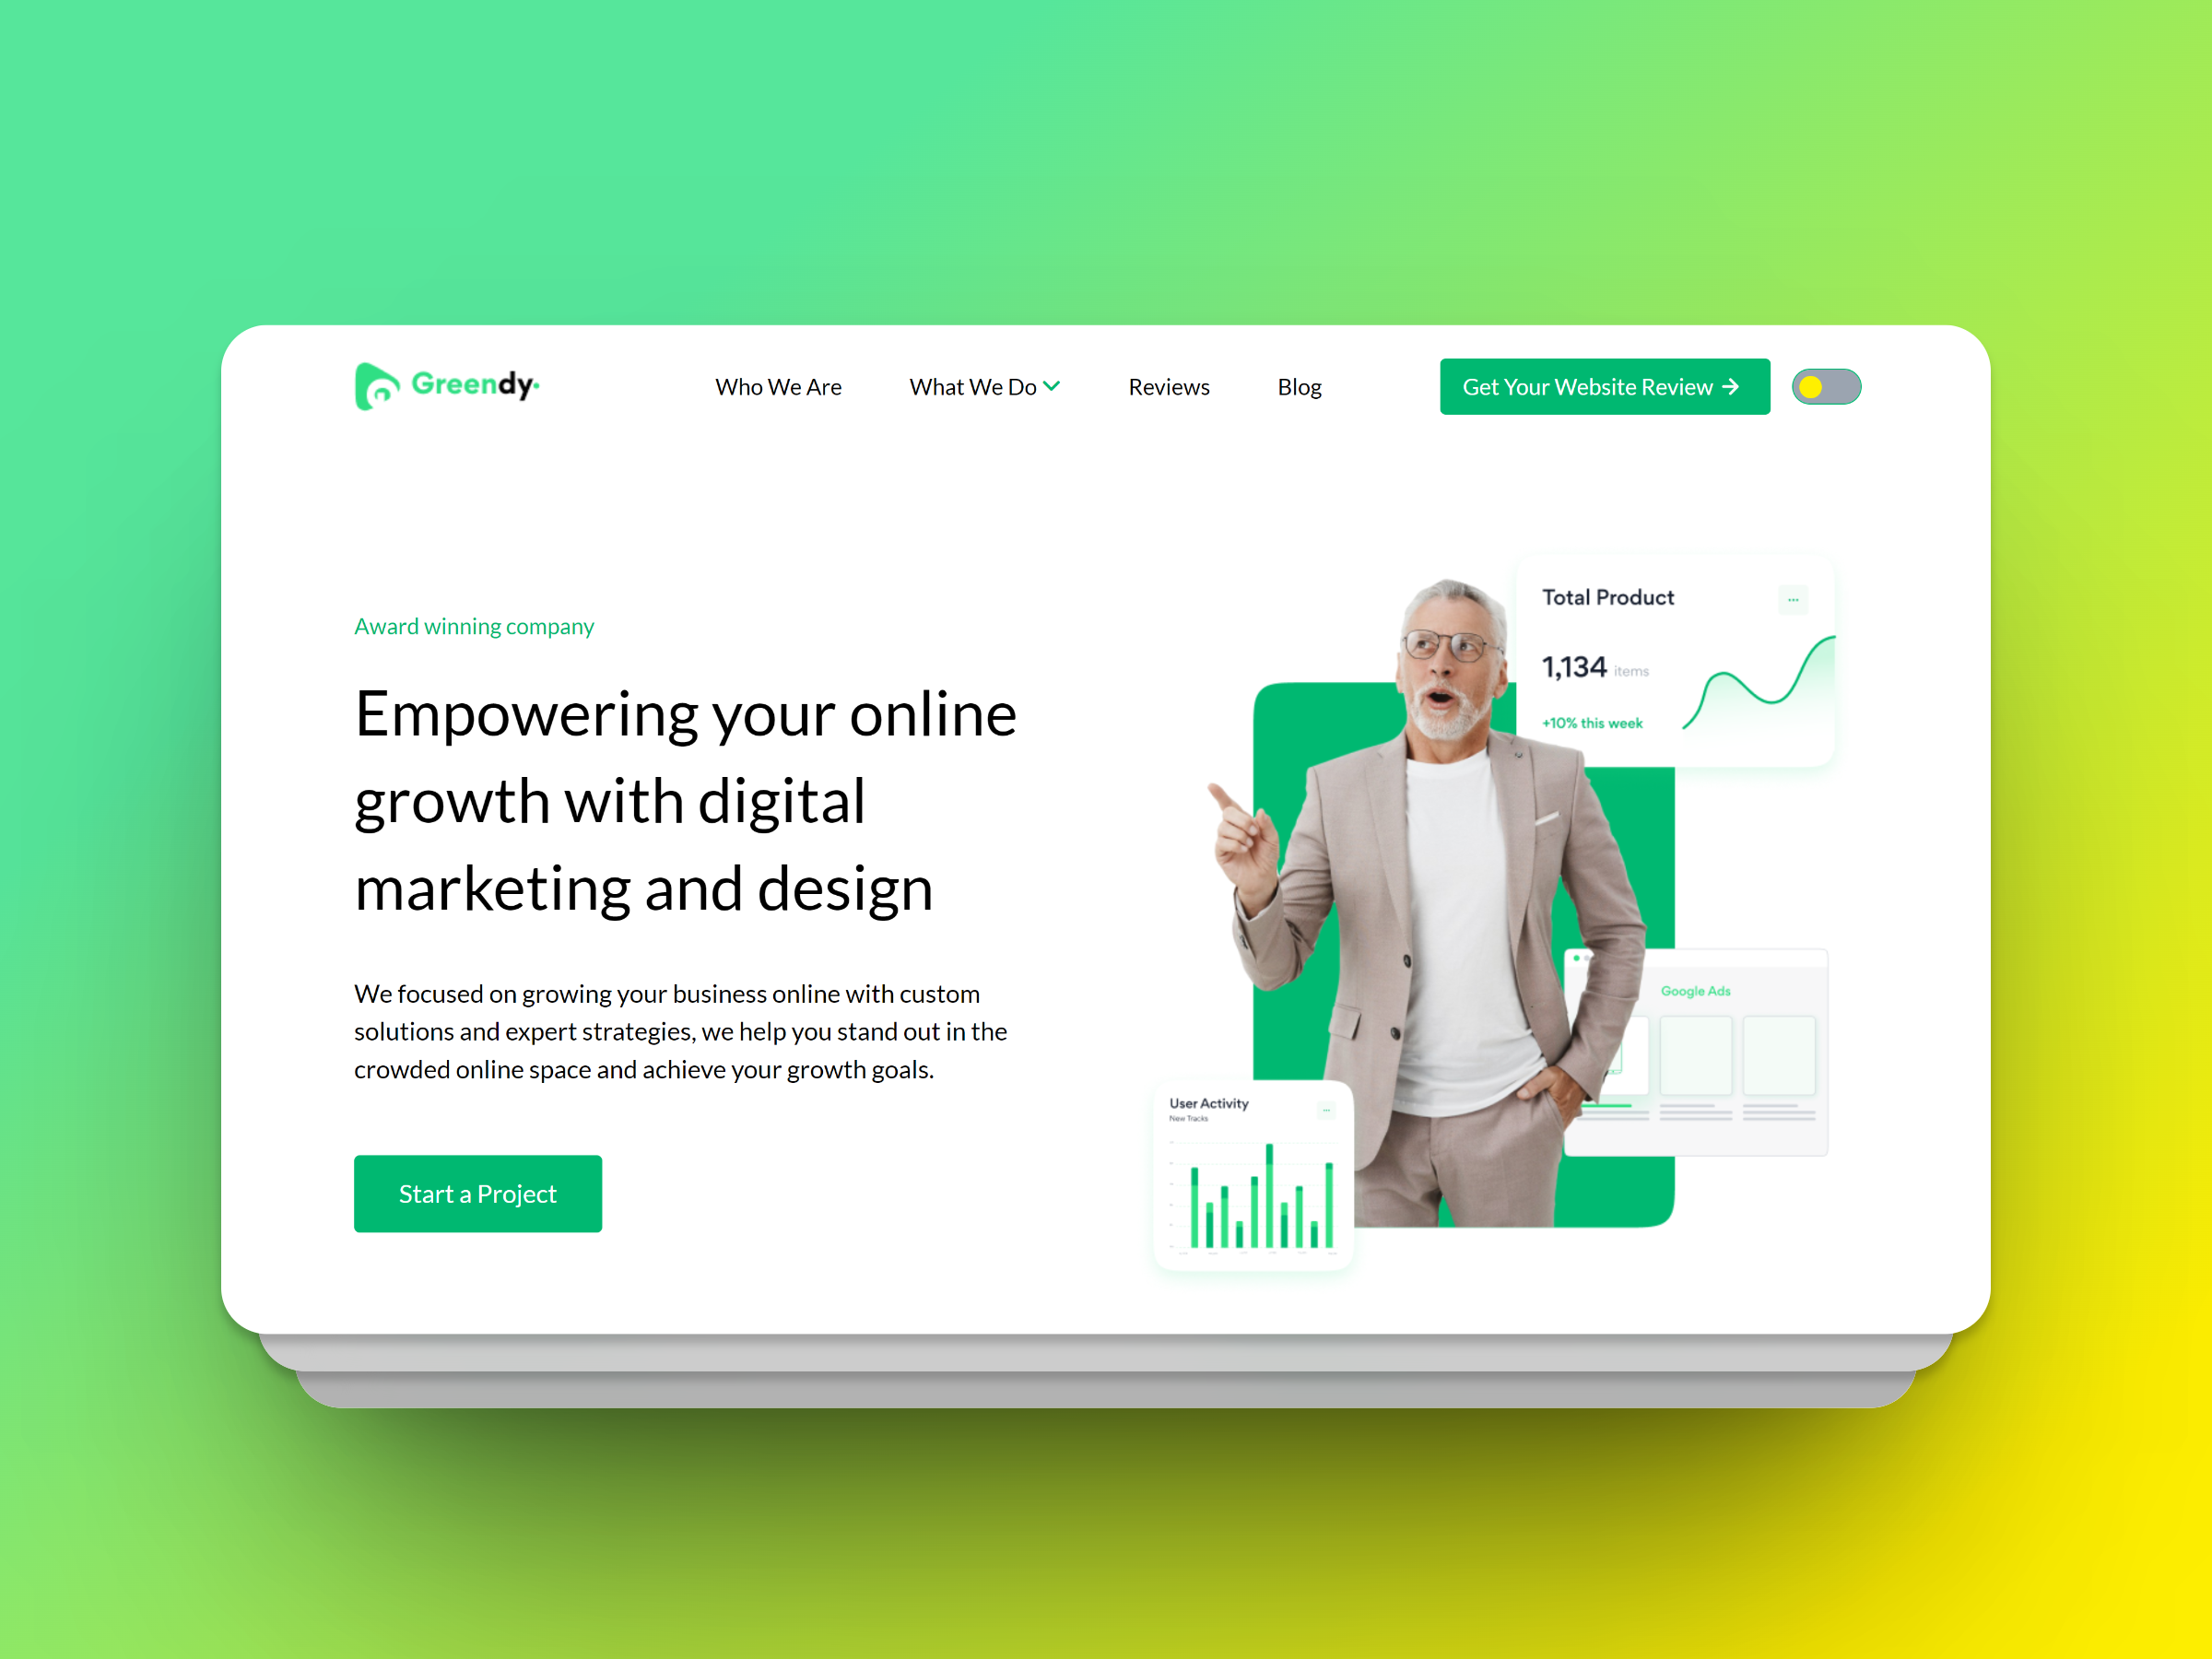 Greendy.
Who We Are
What We Do
Reviews
Blog
Get Your Website Review
Award winning company
Empowering your online
growth with digital
marketing and design
We focused on growing your business online with custom
solutions and expert strategies, we help you stand out in the
crowded online space and achieve your growth goals.
Start a Project
Total Product
1,134 items
+10% this week
Google Ads
User Activity
New Tracks